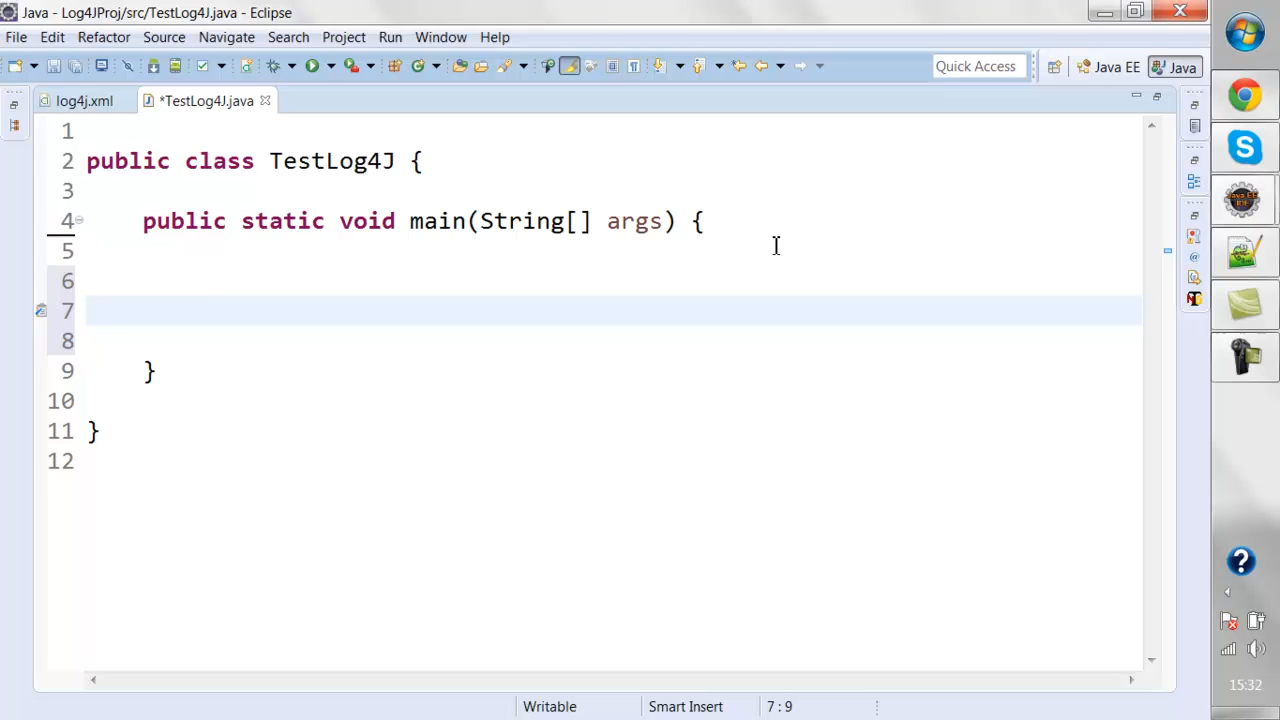 Java - Log4JProj/src/TestLog4J.java - Eclipse
File Edit Refactor Source Navigate Search Project Run Window Help
Quick Access Java EE Java
log4j.xml *TestLog4J.java
1
2 public class TestLog4J {
3
4 public static void main(String[] args) {
5
6
7
8
9 }
10
11 }
12
Writable Smart Insert 7 : 9
15:32